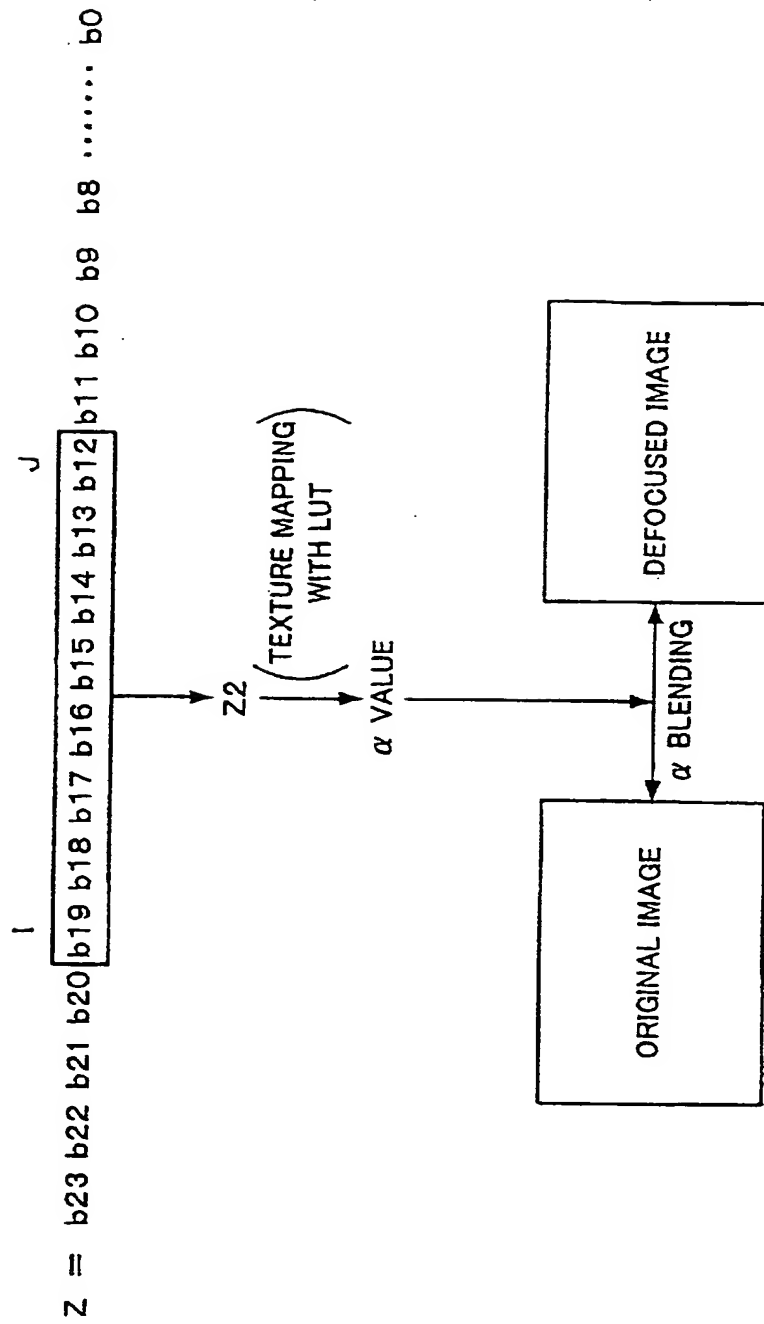 I J
Z = b23 b22 b21 b20 b19 b18 b17 b16 b15 b14 b13 b12 b11 b10 b9 b8 ........ b0
Z2
(TEXTURE MAPPING
WITH LUT)
α VALUE
α BLENDING
ORIGINAL IMAGE
DEFOCUSED IMAGE